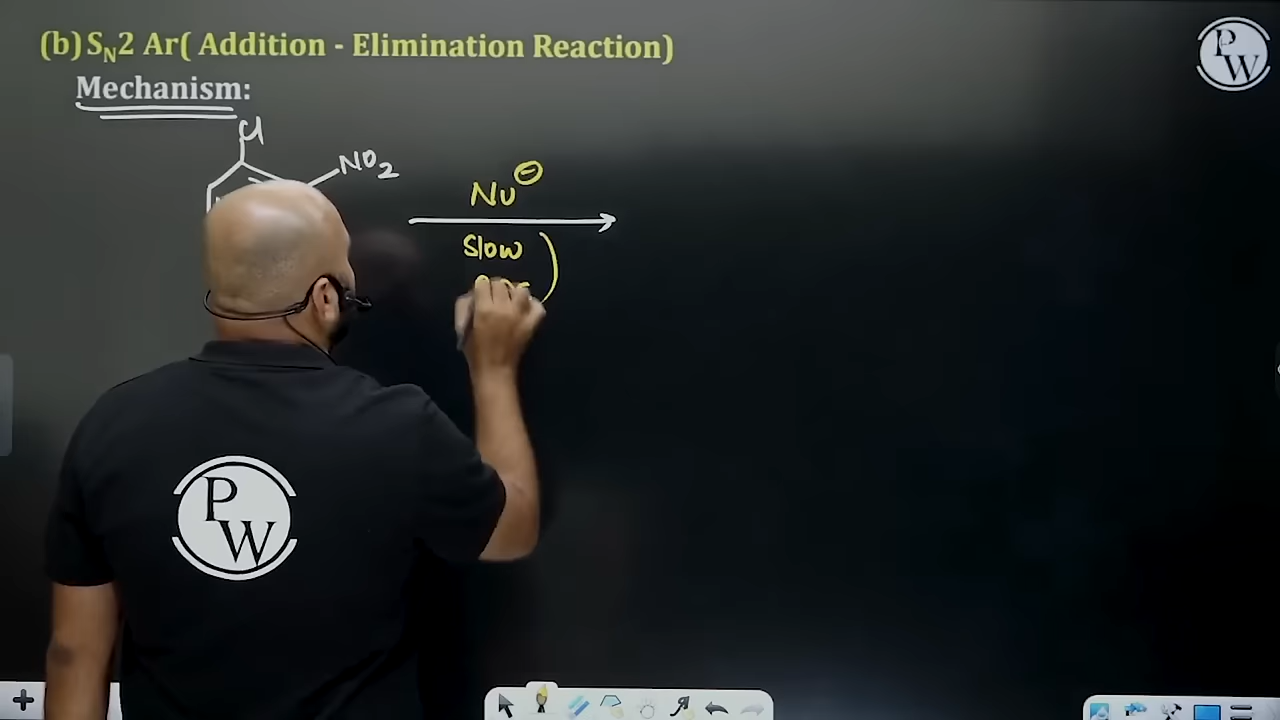 (b) SN2 Ar( Addition - Elimination Reaction)
Mechanism:
Cl
NO2
Nu⊖
Slow
PW
PW